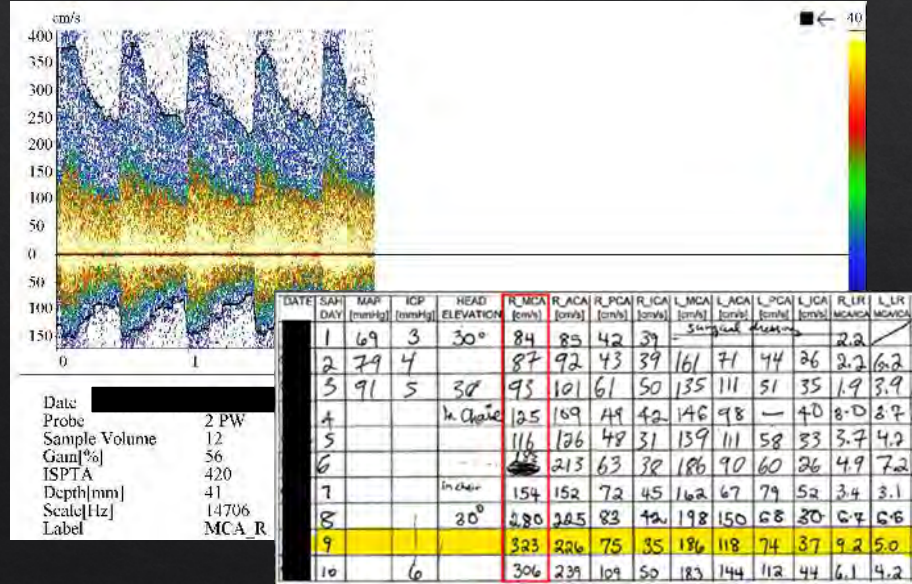 cm/s
← 40
400
350
300
250
200
150
100
50
0
50
100
150
0 1
Date
Probe 2 PW
Sample Volume 12
Gain[%] 56
ISPTA 420
Depth[mm] 41
Scale[Hz] 14706
Label MCA_R
DATE SAH DAY MAP [mmHg] ICP [mmHg] HEAD ELEVATION R_MCA [cm/s] R_ACA [cm/s] R_PCA [cm/s] R_ICA [cm/s] L_MCA [cm/s] L_ACA [cm/s] L_PCA [cm/s] L_ICA [cm/s] R_LR MCA/ICA L_LR MCA/ICA
1 69 3 30° 84 85 42 39 - surgical dressing 2.2
2 79 4 87 92 43 39 161 71 44 26 2.2 6.2
3 91 5 30° 93 101 61 50 135 111 51 35 1.9 3.9
4 In Chair 125 169 49 42 146 98 — 40 3.7
5 116 126 48 31 139 111 58 33 3.7 4.2
6 213 63 38 186 90 60 26 4.9 7.2
7 in chair 154 152 72 45 162 67 79 52 3.4 3.1
8 30° 280 225 83 42 198 150 68 30 6.7 6.6
9 323 226 75 35 186 118 74 37 9.2 5.0
10 6 306 239 109 50 183 144 112 44 6.1 4.2